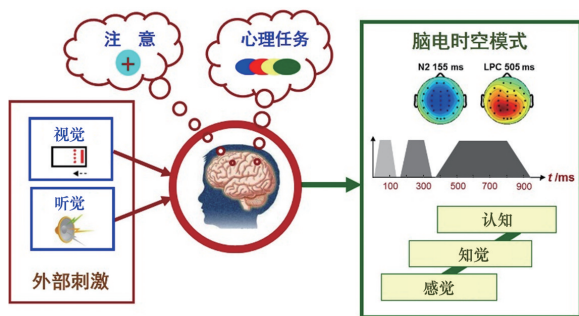 注 意
心理任务
视觉
听觉
外部刺激
脑电时空模式
N2 155 ms
LPC 505 ms
t /ms
100 300 500 700 900
认知
知觉
感觉